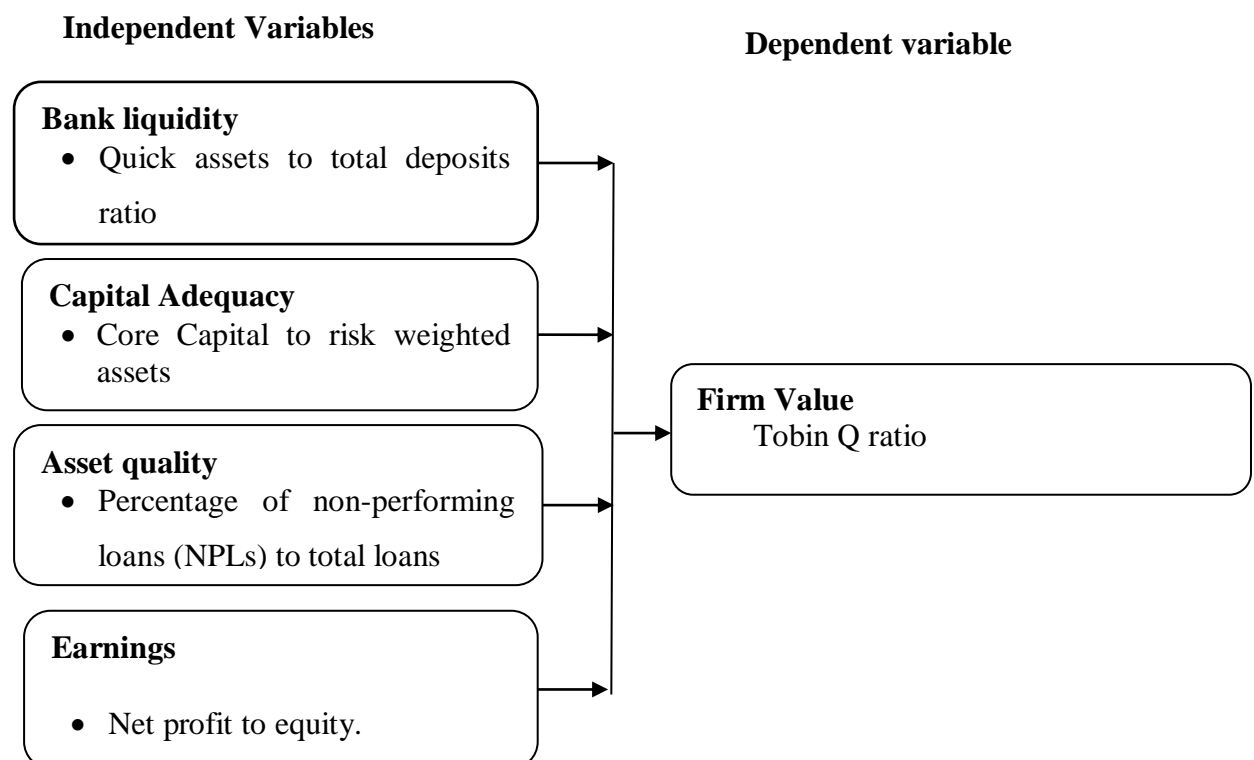 Independent Variables
Dependent variable
Bank liquidity
• Quick assets to total deposits
ratio
Capital Adequacy
• Core Capital to risk weighted
assets
Asset quality
• Percentage of non-performing
loans (NPLs) to total loans
Earnings
• Net profit to equity.
Firm Value
Tobin Q ratio